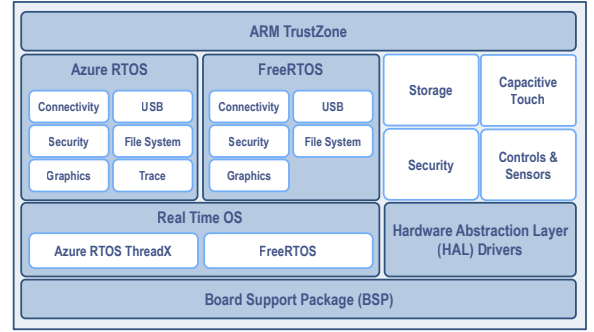 ARM TrustZone
Azure RTOS
Connectivity
USB
Security
File System
Graphics
Trace
FreeRTOS
Connectivity
USB
Security
File System
Graphics
Storage
Capacitive
Touch
Security
Controls &
Sensors
Real Time OS
Azure RTOS ThreadX
FreeRTOS
Hardware Abstraction Layer
(HAL) Drivers
Board Support Package (BSP)